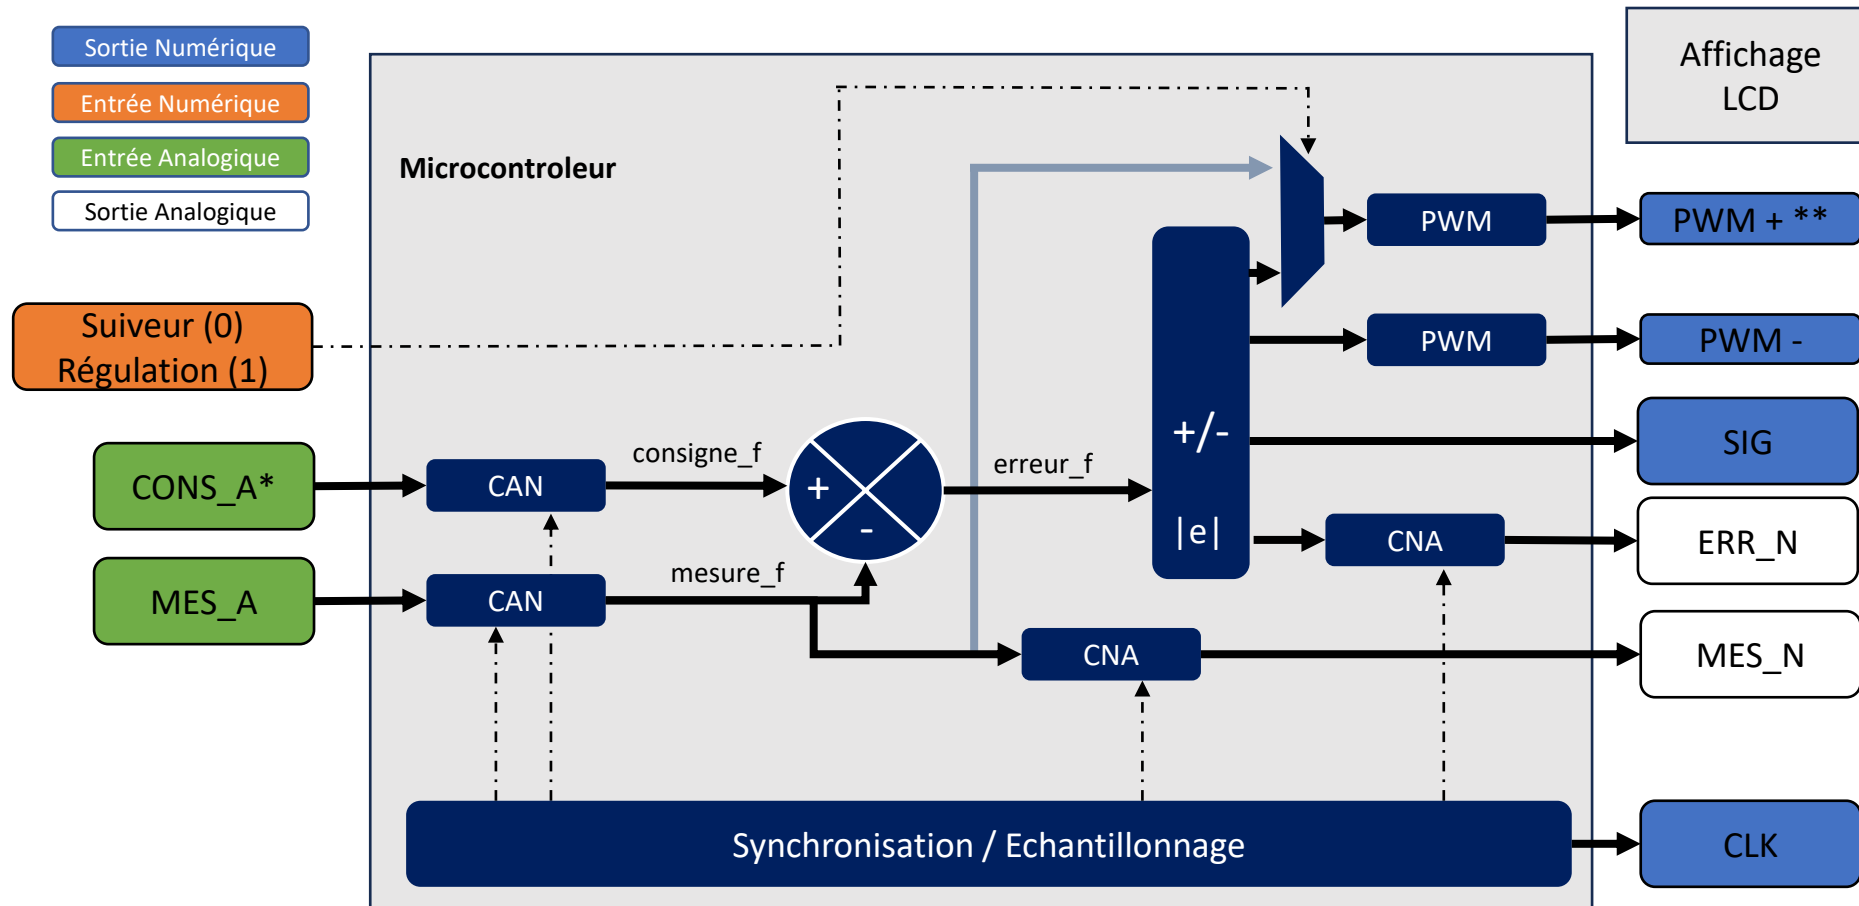 Sortie Numérique
Entrée Numérique
Entrée Analogique
Sortie Analogique
Affichage
LCD
Microcontroleur
PWM
PWM + **
Suiveur (0)
Régulation (1)
PWM
PWM -
+/-
SIG
CONS_A*
CAN
consigne_f
+
-
erreur_f
|e|
CNA
ERR_N
MES_A
CAN
mesure_f
CNA
MES_N
Synchronisation / Echantillonnage
CLK